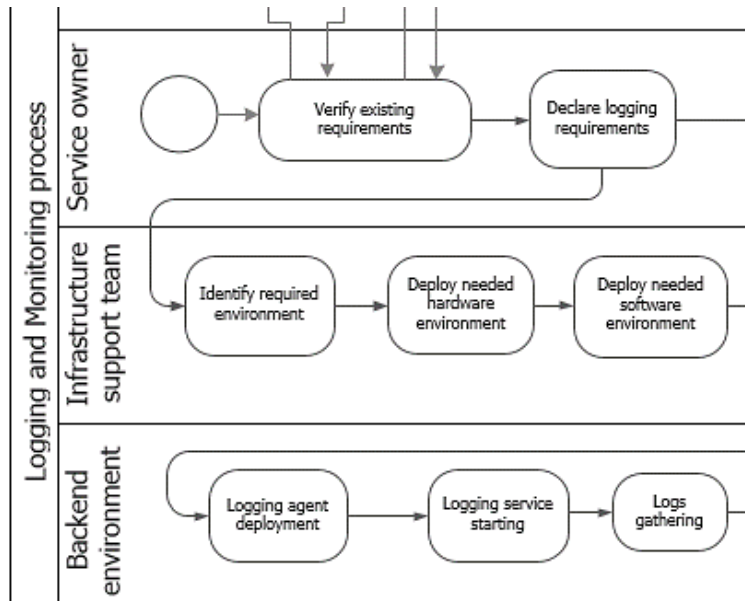 Logging and Monitoring process
Service owner
Verify existing
requirements
Declare logging
requirements
Infrastructure
support team
Identify required
environment
Deploy needed
hardware
environment
Deploy needed
software
environment
Backend
environment
Logging agent
deployment
Logging service
starting
Logs
gathering